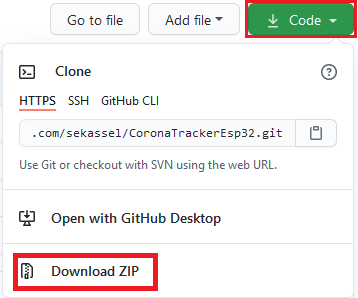 Go to file Add file Code
Clone
HTTPS SSH GitHub CLI
.com/sekassel/CoronaTrackerEsp32.git
Use Git or checkout with SVN using the web URL.
Open with GitHub Desktop
Download ZIP